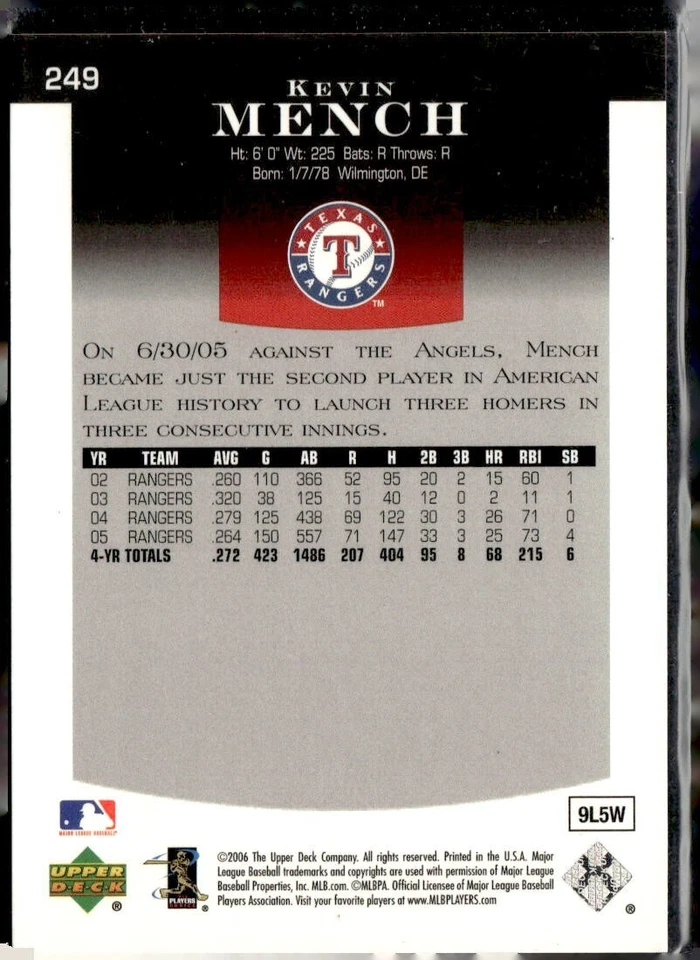 249
KEVIN
MENCH
Ht: 6' 0" Wt: 225 Bats: R Throws: R
Born: 1/7/78 Wilmington, DE
TEXAS
T
RANGERS
TM
ON 6/30/05 AGAINST THE ANGELS, MENCH
BECAME JUST THE SECOND PLAYER IN AMERICAN
LEAGUE HISTORY TO LAUNCH THREE HOMERS IN
THREE CONSECUTIVE INNINGS.
YR TEAM AVG G AB R H 2B 3B HR RBI SB
02 RANGERS .260 110 366 52 95 20 2 15 60 1
03 RANGERS .320 38 125 15 40 12 0 2 11 1
04 RANGERS .279 125 438 69 122 30 3 26 71 0
05 RANGERS .264 150 557 71 147 33 3 25 73 4
4-YR TOTALS .272 423 1486 207 404 95 8 68 215 6
MAJOR LEAGUE BASEBALL
9L5W
UPPER
DECK
®
PLAYERS
CHOICE
®
©2006 The Upper Deck Company. All rights reserved. Printed in the U.S.A. Major
League Baseball trademarks and copyrights are used with permission of Major League
Baseball Properties, Inc. MLB.com. ©MLBPA. Official Licensee of Major League Baseball
Players Association. Visit your favorite players at www.MLBPLAYERS.com
®